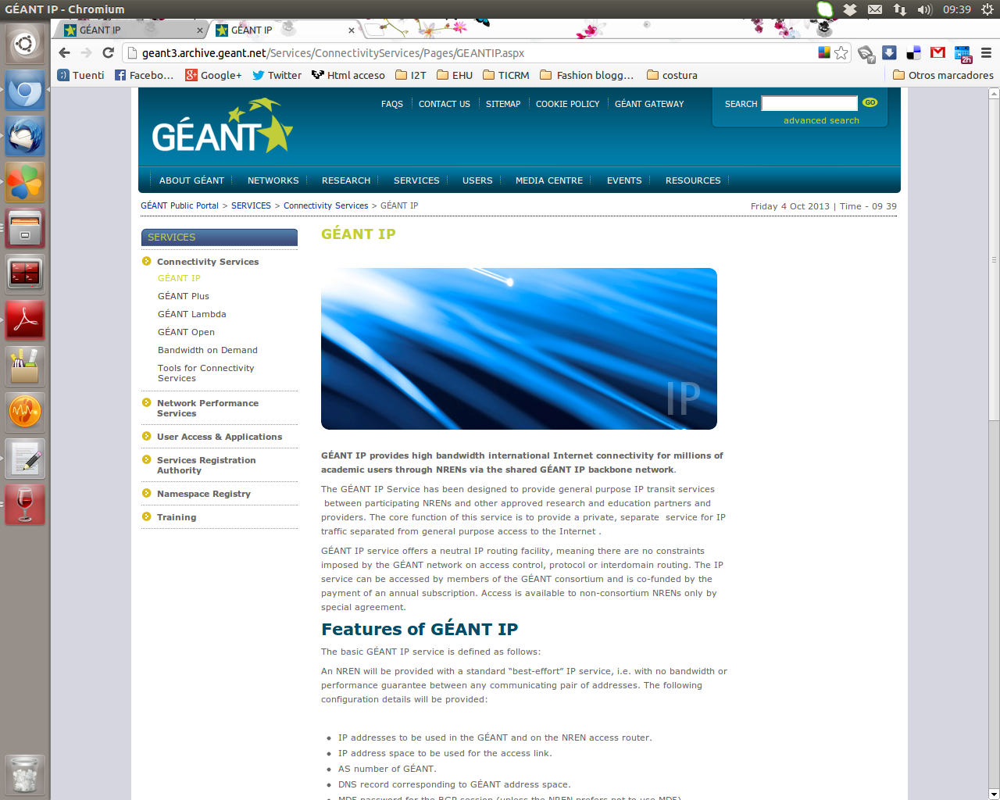 GÉANT IP - Chromium
09:39
GÉANT IP
GÉANT IP
geant3.archive.geant.net/Services/ConnectivityServices/Pages/GEANTIP.aspx
2h
Tuenti
Facebo...
Google+
Twitter
Html acceso
I2T
EHU
TICRM
Fashion blogg...
costura
Otros marcadores
GÉANT
FAQS
CONTACT US
SITEMAP
COOKIE POLICY
GÉANT GATEWAY
SEARCH
GO
advanced search
ABOUT GÉANT
NETWORKS
RESEARCH
SERVICES
USERS
MEDIA CENTRE
EVENTS
RESOURCES
GÉANT Public Portal > SERVICES > Connectivity Services > GÉANT IP
Friday 4 Oct 2013 | Time - 09 39
SERVICES
Connectivity Services
GÉANT IP
GÉANT Plus
GÉANT Lambda
GÉANT Open
Bandwidth on Demand
Tools for Connectivity
Services
Network Performance
Services
User Access & Applications
Services Registration
Authority
Namespace Registry
Training
GÉANT IP
IP
GÉANT IP provides high bandwidth international Internet connectivity for millions of
academic users through NRENs via the shared GÉANT IP backbone network.
The GÉANT IP Service has been designed to provide general purpose IP transit services
between participating NRENs and other approved research and education partners and
providers. The core function of this service is to provide a private, separate service for IP
traffic separated from general purpose access to the Internet .
GÉANT IP service offers a neutral IP routing facility, meaning there are no constraints
imposed by the GÉANT network on access control, protocol or interdomain routing. The IP
service can be accessed by members of the GÉANT consortium and is co-funded by the
payment of an annual subscription. Access is available to non-consortium NRENs only by
special agreement.
Features of GÉANT IP
The basic GÉANT IP service is defined as follows:
An NREN will be provided with a standard “best-effort” IP service, i.e. with no bandwidth or
performance guarantee between any communicating pair of addresses. The following
configuration details will be provided:
IP addresses to be used in the GÉANT and on the NREN access router.
IP address space to be used for the access link.
AS number of GÉANT.
DNS record corresponding to GÉANT address space.
MD5 password for the BGP session (unless the NREN prefers not to use MD5)